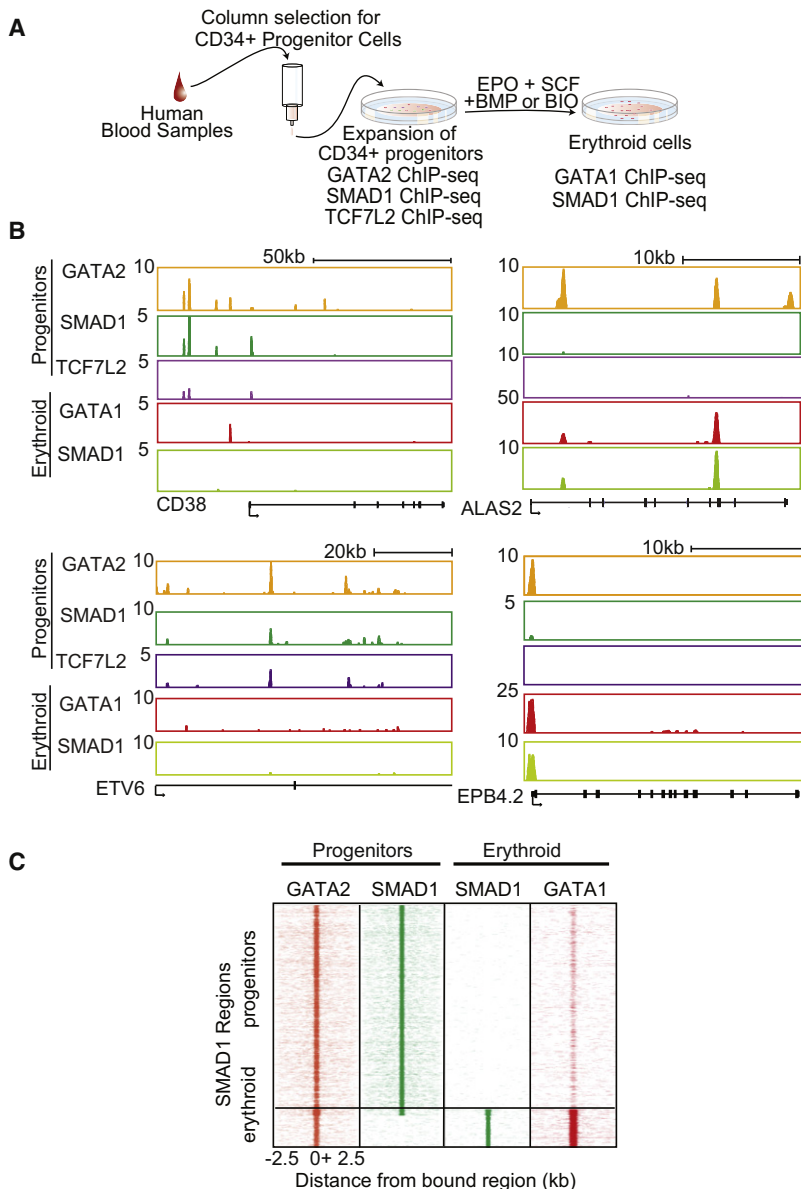 A
Column selection for
CD34+ Progenitor Cells
Human
Blood Samples
Expansion of
CD34+ progenitors
GATA2 ChIP-seq
SMAD1 ChIP-seq
TCF7L2 ChIP-seq
EPO + SCF
+BMP or BIO
Erythroid cells
GATA1 ChIP-seq
SMAD1 ChIP-seq
B
50kb
Progenitors
GATA2 10
SMAD1 5
TCF7L2 5
Erythroid
GATA1 5
SMAD1 5
CD38
10kb
10
10
10
50
10
ALAS2
20kb
Progenitors
GATA2 10
SMAD1 10
TCF7L2 5
Erythroid
GATA1 10
SMAD1 10
ETV6
10kb
10
5
25
10
EPB4.2
C
Progenitors Erythroid
GATA2 SMAD1 SMAD1 GATA1
SMAD1 Regions
progenitors
erythroid
-2.5 0+ 2.5
Distance from bound region (kb)